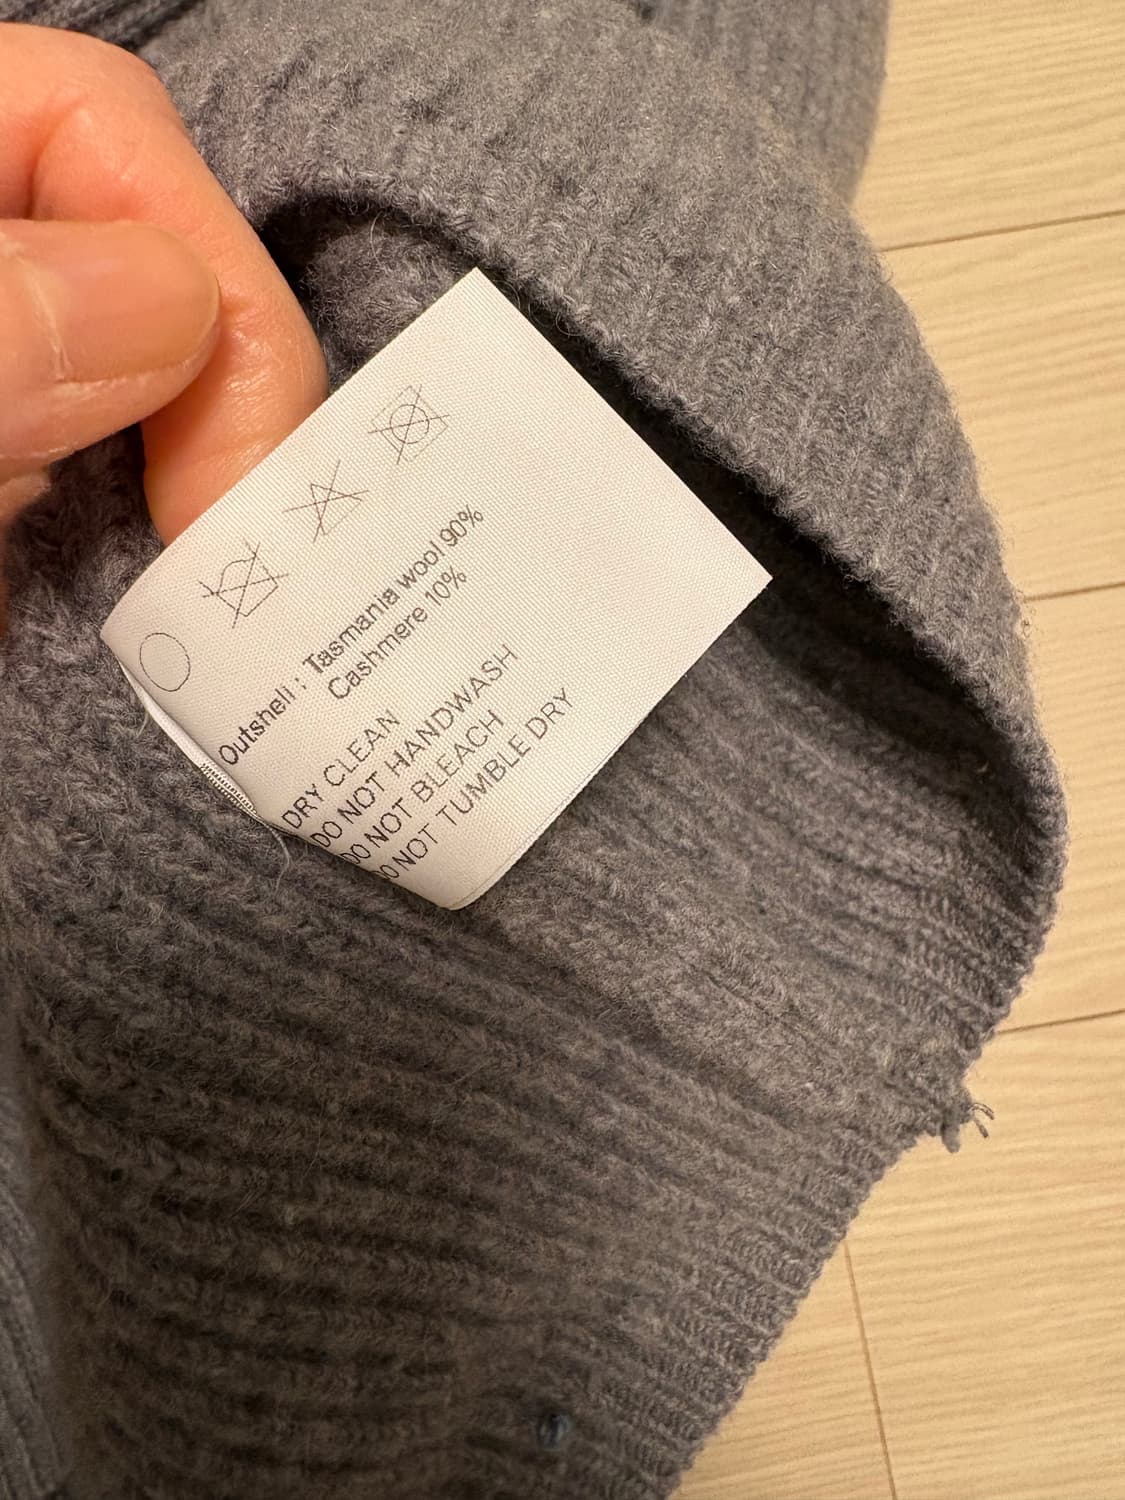 Outshell : Tasmania wool 90%
Cashmere 10%
DRY CLEAN
DO NOT HANDWASH
DO NOT BLEACH
DO NOT TUMBLE DRY